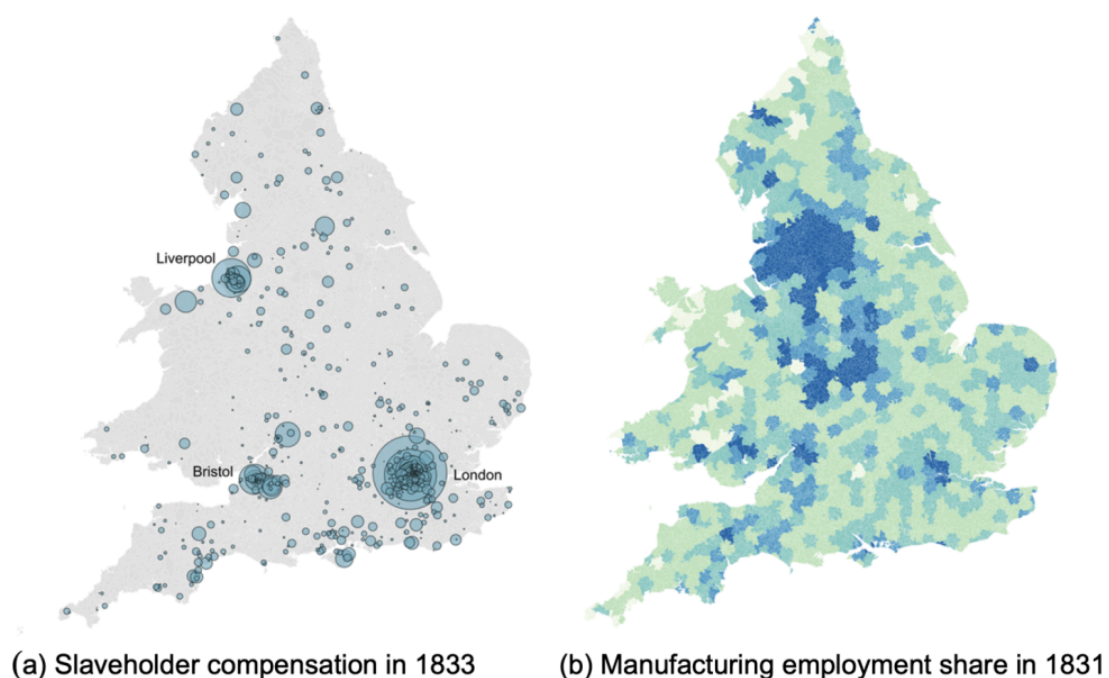 Liverpool
Bristol
London
(a) Slaveholder compensation in 1833
(b) Manufacturing employment share in 1831